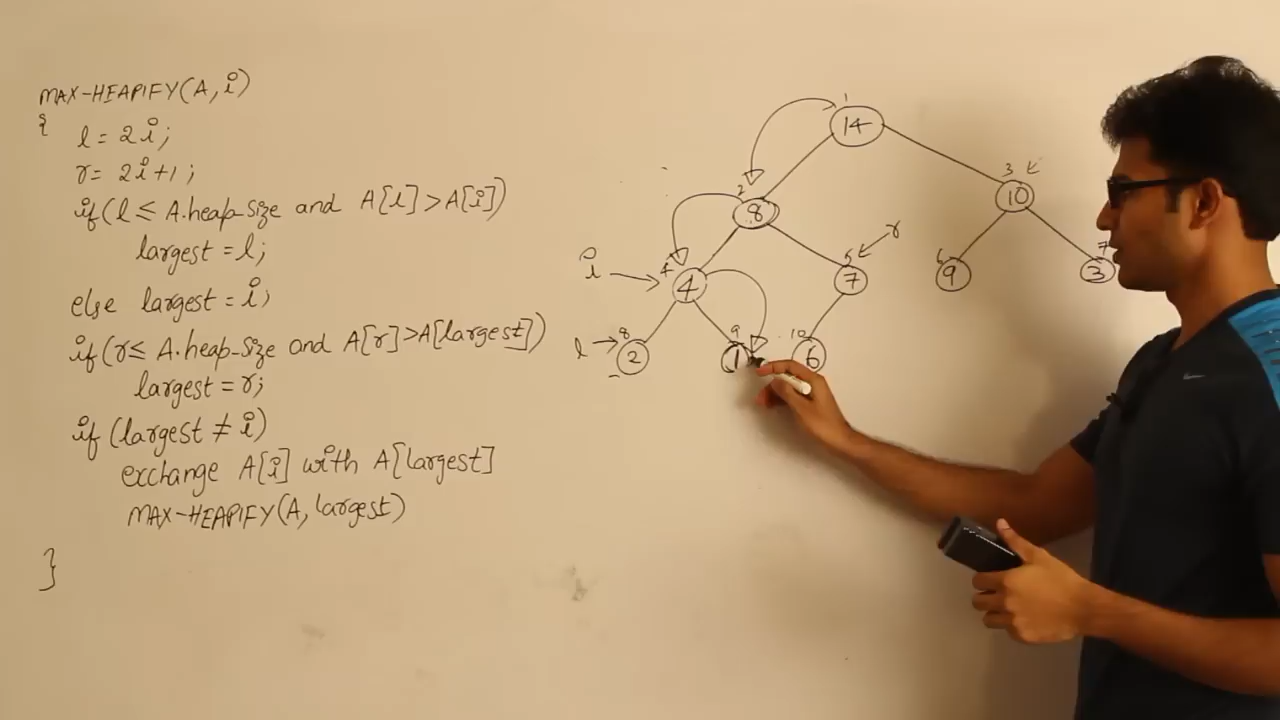 MAX-HEAPIFY(A, i)
{
l = 2i;
r = 2i+1;
if(l ≤ A.heap-size and A[l] > A[i])
largest = l;
else largest = i;
if(r ≤ A.heap-size and A[r] > A[largest])
largest = r;
if (largest ≠ i)
exchange A[i] with A[largest]
MAX-HEAPIFY(A, largest)
}
1
14
2
8
3
10
i
4
4
5
7
r
6
9
7
3
l
8
2
9
1
10
6